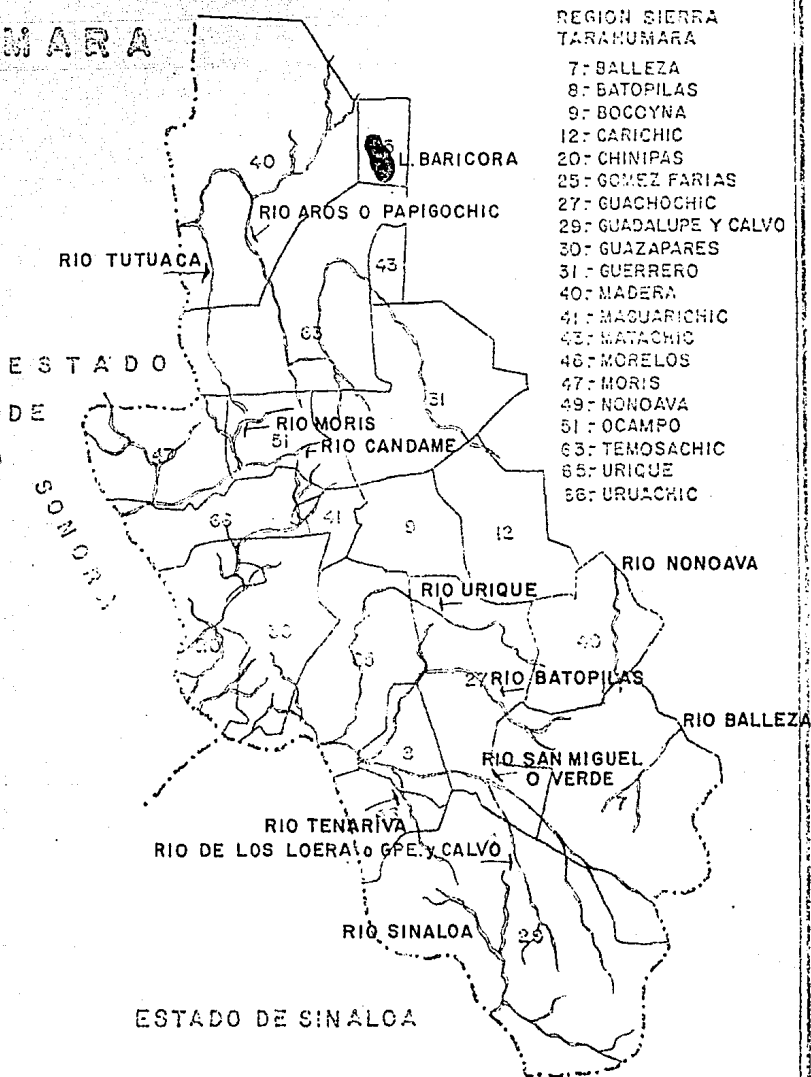 MARA
REGION SIERRA
TARAHUMARA
7:- BALLEZA
8:- BATOPILAS
9:- BOCOYNA
12:- CARICHIC
20:- CHINIPAS
25:- GOMEZ FARIAS
27:- GUACHOCHIC
29:- GUADALUPE Y CALVO
30:- GUAZAPARES
31:- GUERRERO
40:- MADERA
41:- MAGUARICHIC
43:- MATACHIC
46:- MORELOS
47:- MORIS
49:- NONOAVA
51:- OCAMPO
63:- TEMOSACHIC
65:- URIQUE
66:- URUACHIC
40
L. BARICORA
RIO AROS O PAPIGOCHIC
RIO TUTUACA
43
63
ESTADO
DE
SONORA
31
RIO MORIS
51
RIO CANDAME
41
9
12
RIO NONOAVA
RIO URIQUE
30
27
RIO BATOPILAS
RIO BALLEZA
8
RIO SAN MIGUEL
O VERDE
7
RIO TENARIVA
RIO DE LOS LOERA o GPE. y CALVO
RIO SINALOA
ESTADO DE SINALOA